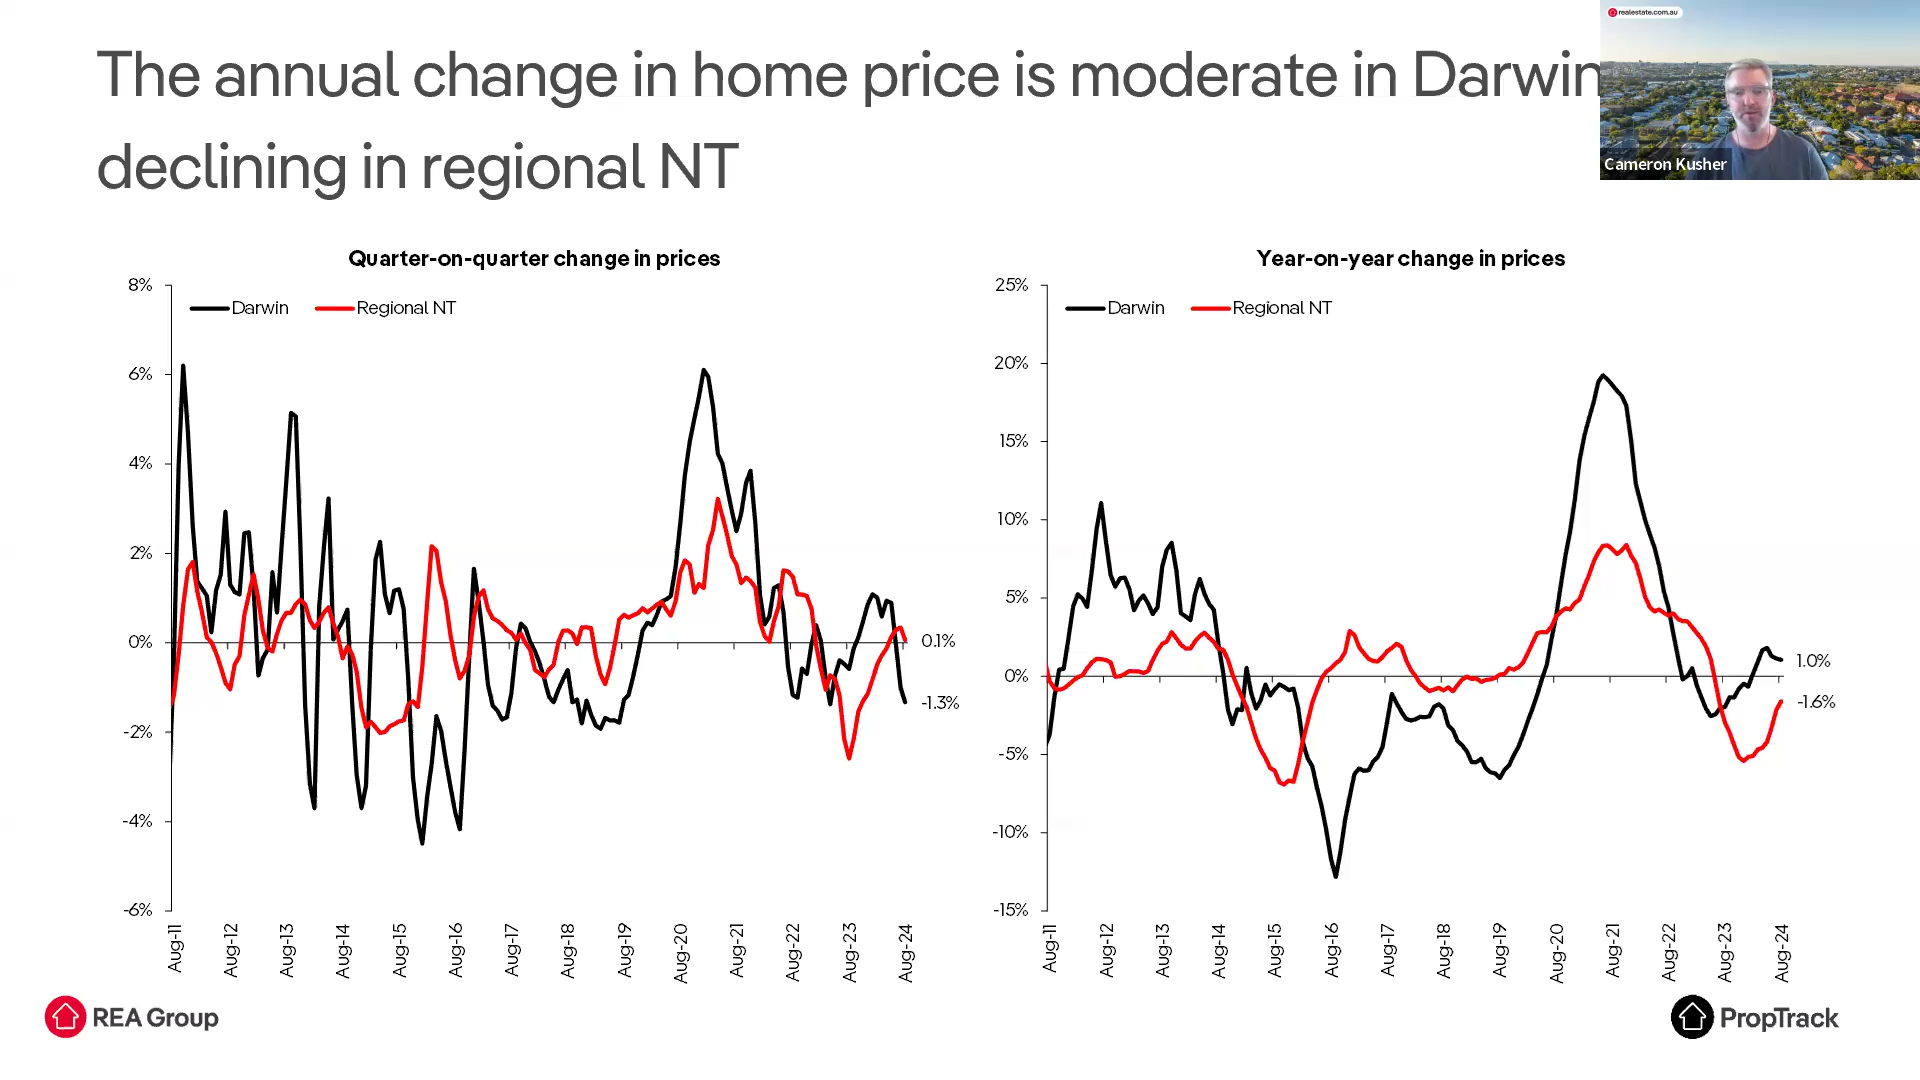 The annual change in home price is moderate in Darwin
declining in regional NT
realestate.com.au
Cameron Kusher
Quarter-on-quarter change in prices
8%
6%
4%
2%
0%
-2%
-4%
-6%
Darwin
Regional NT
0.1%
-1.3%
Aug-11
Aug-12
Aug-13
Aug-14
Aug-15
Aug-16
Aug-17
Aug-18
Aug-19
Aug-20
Aug-21
Aug-22
Aug-23
Aug-24
Year-on-year change in prices
25%
20%
15%
10%
5%
0%
-5%
-10%
-15%
Darwin
Regional NT
1.0%
-1.6%
Aug-11
Aug-12
Aug-13
Aug-14
Aug-15
Aug-16
Aug-17
Aug-18
Aug-19
Aug-20
Aug-21
Aug-22
Aug-23
Aug-24
REA Group
PropTrack